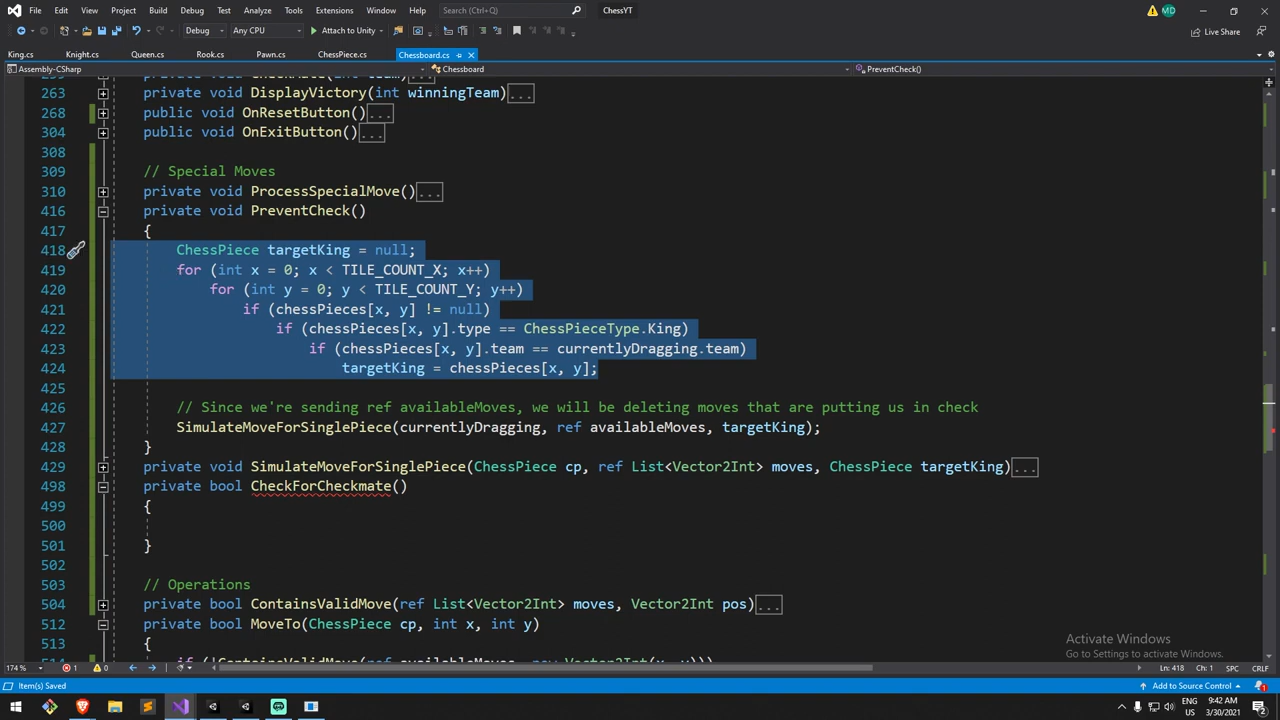 File Edit View Git Project Build Debug Test Analyze Tools Extensions Window Help Search (Ctrl+Q) ChessYT MD
Debug Any CPU Attach to Unity Live Share
King.cs Knight.cs Queen.cs Rook.cs Pawn.cs ChessPiece.cs Chessboard.cs
Assembly-CSharp Chessboard PreventCheck()
263 private void DisplayVictory(int winningTeam)...
268 public void OnResetButton()...
304 public void OnExitButton()...
308
309 // Special Moves
310 private void ProcessSpecialMove()...
416 private void PreventCheck()
417 {
418 ChessPiece targetKing = null;
419 for (int x = 0; x < TILE_COUNT_X; x++)
420 for (int y = 0; y < TILE_COUNT_Y; y++)
421 if (chessPieces[x, y] != null)
422 if (chessPieces[x, y].type == ChessPieceType.King)
423 if (chessPieces[x, y].team == currentlyDragging.team)
424 targetKing = chessPieces[x, y];
425
426 // Since we're sending ref availableMoves, we will be deleting moves that are putting us in check
427 SimulateMoveForSinglePiece(currentlyDragging, ref availableMoves, targetKing);
428 }
429 private void SimulateMoveForSinglePiece(ChessPiece cp, ref List<Vector2Int> moves, ChessPiece targetKing)...
498 private bool CheckForCheckmate()
499 {
500
501 }
502
503 // Operations
504 private bool ContainsValidMove(ref List<Vector2Int> moves, Vector2Int pos)...
512 private bool MoveTo(ChessPiece cp, int x, int y)
513 {
Activate Windows
Go to Settings to activate Windows.
174 % 1 0 Ln: 418 Ch: 1 SPC CRLF
Item(s) Saved Add to Source Control 1
ENG 9:42 AM
US 3/30/2021 2